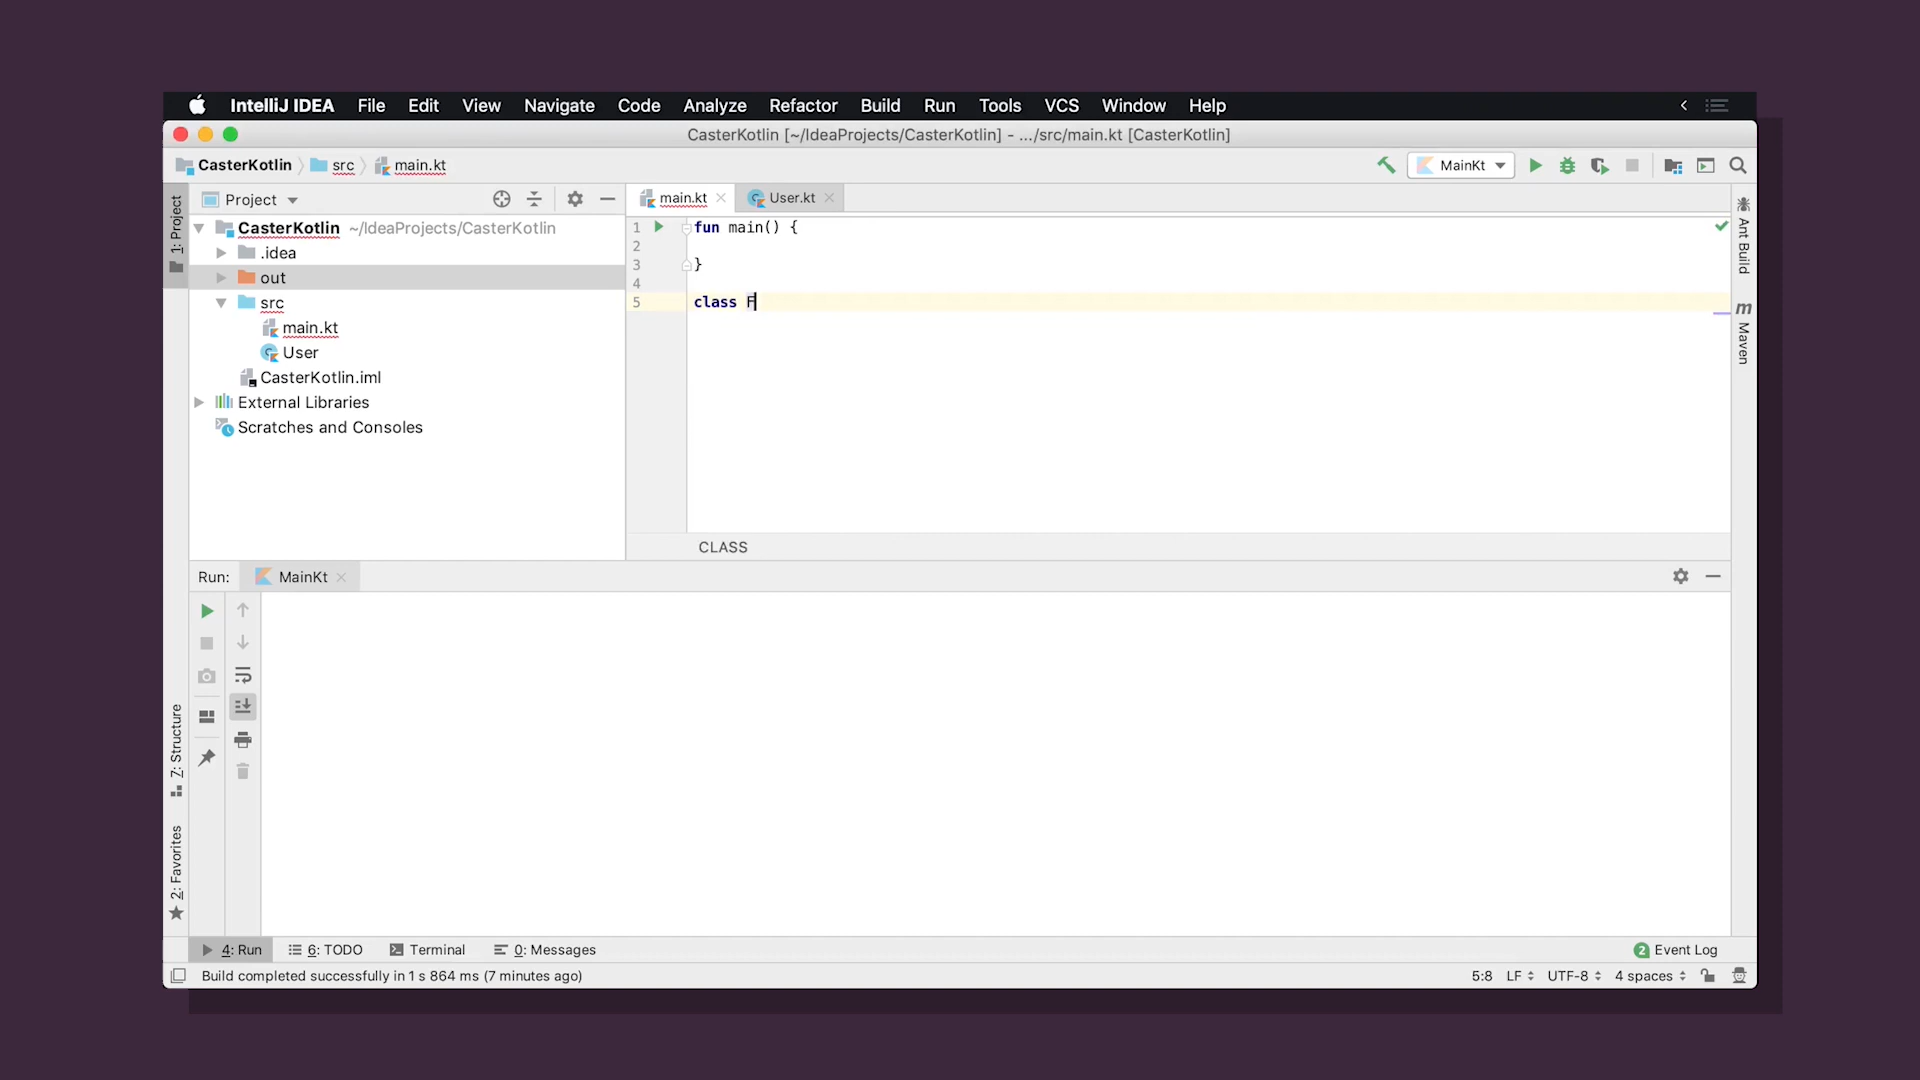 IntelliJ IDEA File Edit View Navigate Code Analyze Refactor Build Run Tools VCS Window Help
CasterKotlin [~/IdeaProjects/CasterKotlin] - .../src/main.kt [CasterKotlin]
CasterKotlin src main.kt
MainKt
1: Project
Project
main.kt
User.kt
CasterKotlin ~/IdeaProjects/CasterKotlin
.idea
out
src
main.kt
User
CasterKotlin.iml
External Libraries
Scratches and Consoles
1 fun main() {
2
3 }
4
5 class F
CLASS
Ant Build
m Maven
Run: MainKt
Z: Structure
2: Favorites
4: Run 6: TODO Terminal 0: Messages
2 Event Log
Build completed successfully in 1 s 864 ms (7 minutes ago)
5:8 LF UTF-8 4 spaces